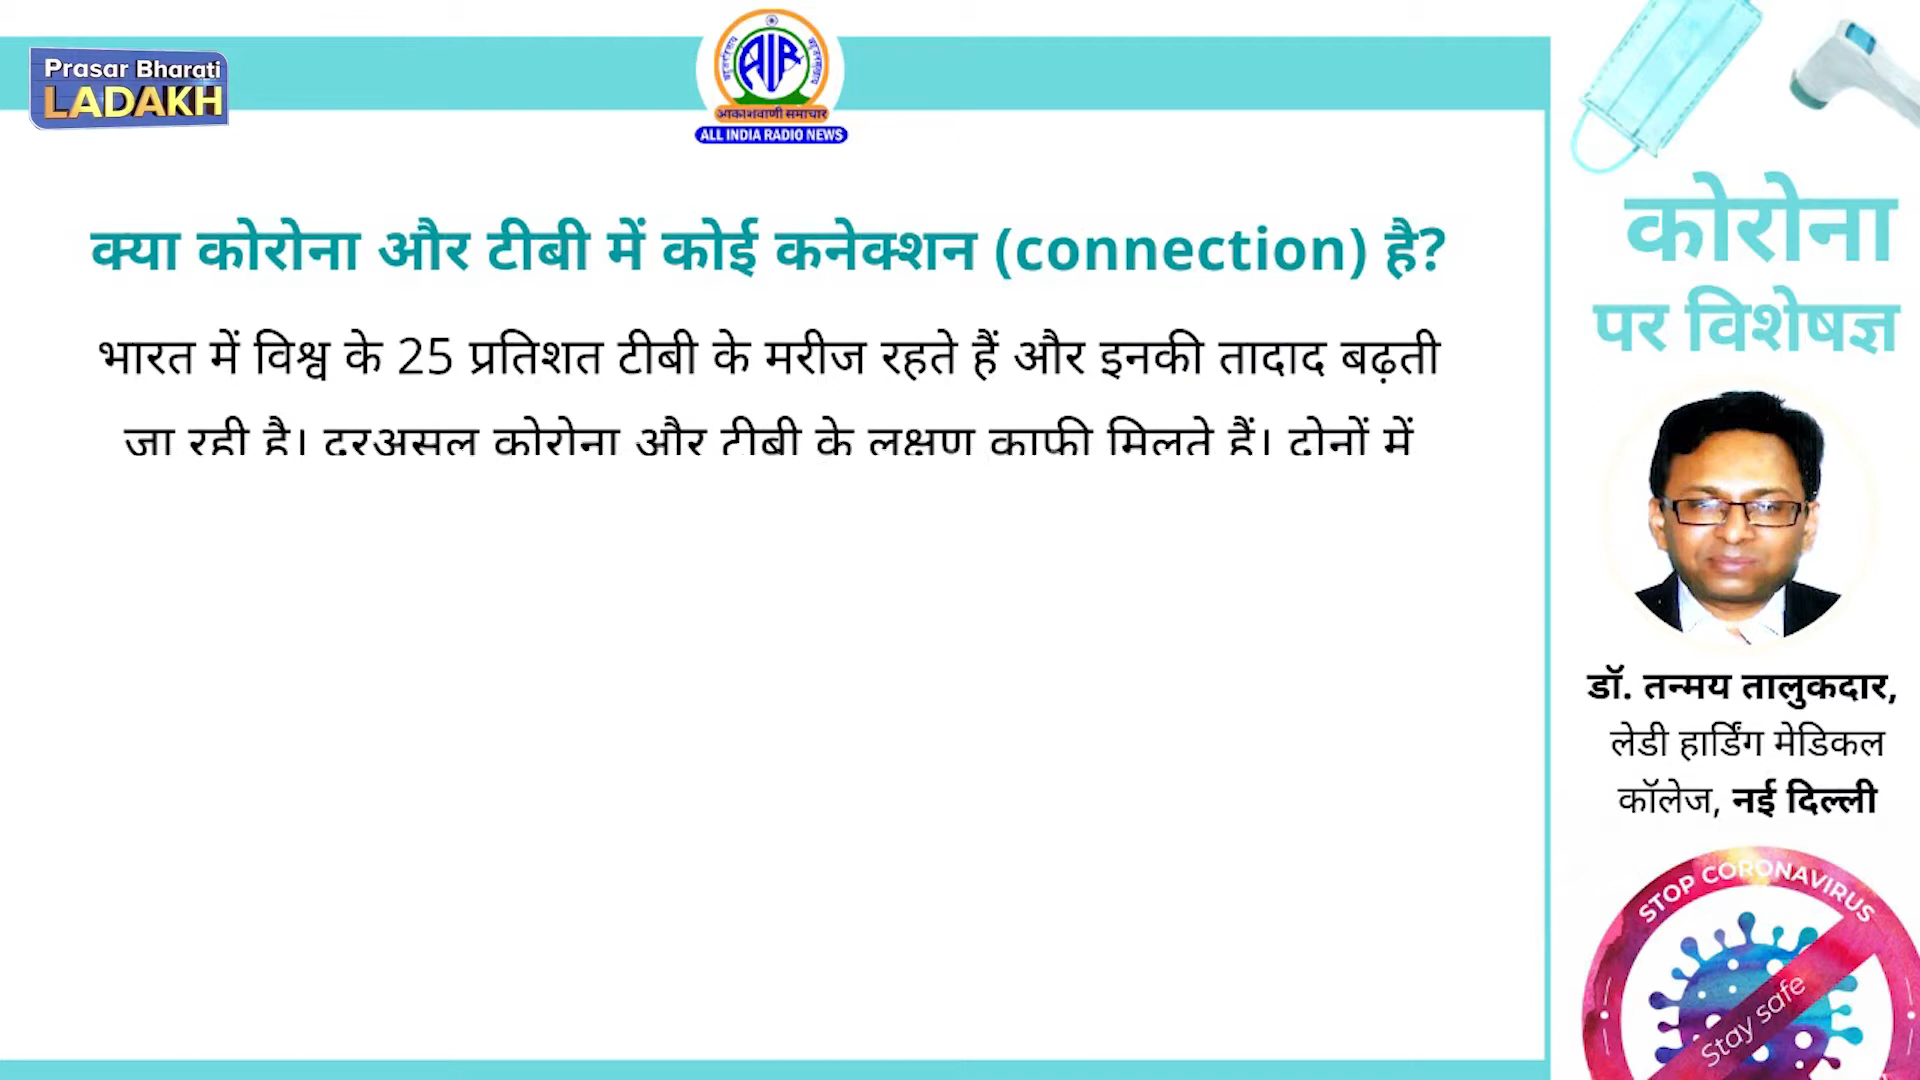 Prasar Bharati
LADAKH
आकाशवाणी समाचार
ALL INDIA RADIO NEWS
क्या कोरोना और टीबी में कोई कनेक्शन (connection) है?
भारत में विश्व के 25 प्रतिशत टीबी के मरीज रहते हैं और इनकी तादाद बढ़ती
जा रही है। दरअसल कोरोना और टीबी के लक्षण काफी मिलते हैं। दोनों में
कोरोना
पर विशेषज्ञ
डॉ. तन्मय तालुकदार,
लेडी हार्डिंग मेडिकल
कॉलेज, नई दिल्ली
STOP CORONAVIRUS
Stay safe